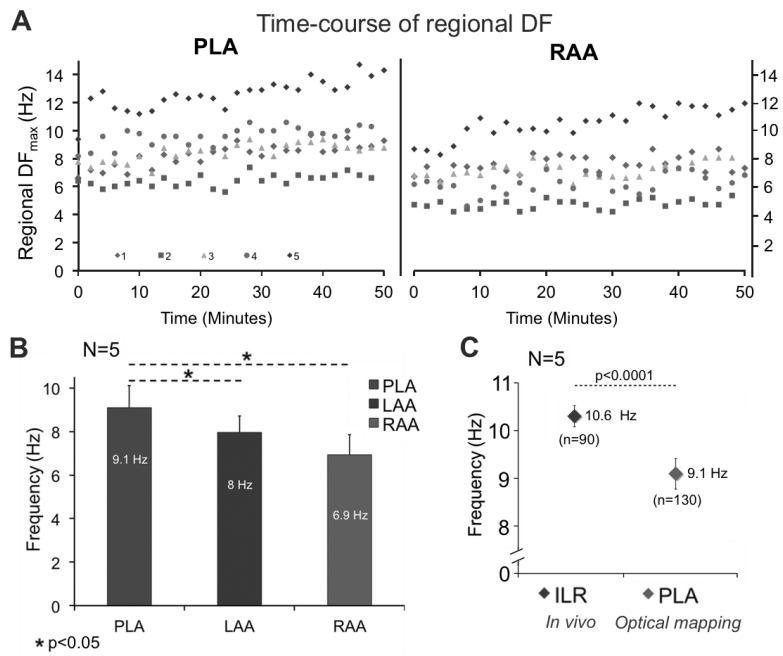 A
Time-course of regional DF
PLA
RAA
Regional DFmax (Hz)
14
12
10
8
6
4
2
0
1 2 3 4 5
0 10 20 30 40 50
Time (Minutes)
14
12
10
8
6
4
2
0 10 20 30 40 50
Time (Minutes)
B
N=5
*
*
PLA
LAA
RAA
Frequency (Hz)
10
8
6
4
2
0
9.1 Hz
8 Hz
6.9 Hz
PLA LAA RAA
* p<0.05
C
N=5
p<0.0001
Frequency (Hz)
11
10
9
8
0
10.6 Hz
(n=90)
9.1 Hz
(n=130)
ILR PLA
In vivo Optical mapping